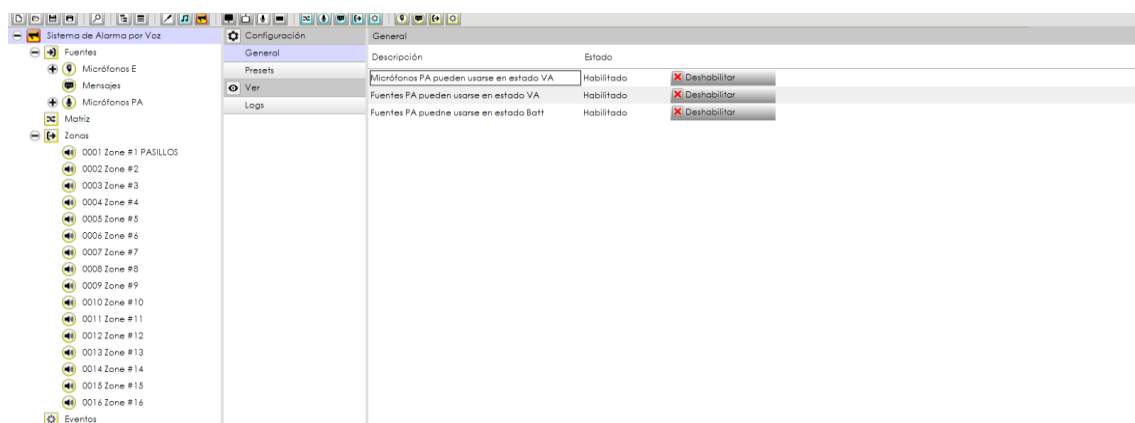 Sistema de Alarma por Voz
Fuentes
Micrófonos E
Mensajes
Micrófonos PA
Matriz
Zonas
0001 Zone #1 PASILLOS
0002 Zone #2
0003 Zone #3
0004 Zone #4
0005 Zone #5
0006 Zone #6
0007 Zone #7
0008 Zone #8
0009 Zone #9
0010 Zone #10
0011 Zone #11
0012 Zone #12
0013 Zone #13
0014 Zone #14
0015 Zone #15
0016 Zone #16
Eventos
Configuración
General
Presets
Ver
Logs
General
Descripción Estado
Micrófonos PA pueden usarse en estado VA Habilitado Deshabilitar
Fuentes PA pueden usarse en estado VA Habilitado Deshabilitar
Fuentes PA puedne usarse en estado Batt Habilitado Deshabilitar